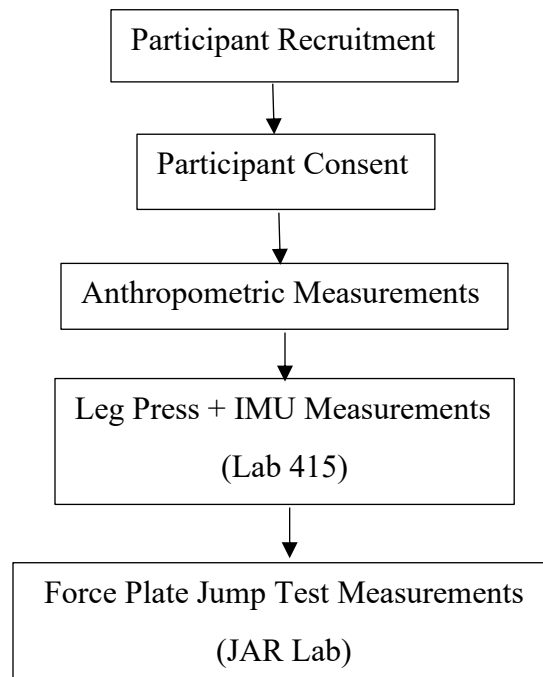 Participant Recruitment
Participant Consent
Anthropometric Measurements
Leg Press + IMU Measurements
(Lab 415)
Force Plate Jump Test Measurements
(JAR Lab)